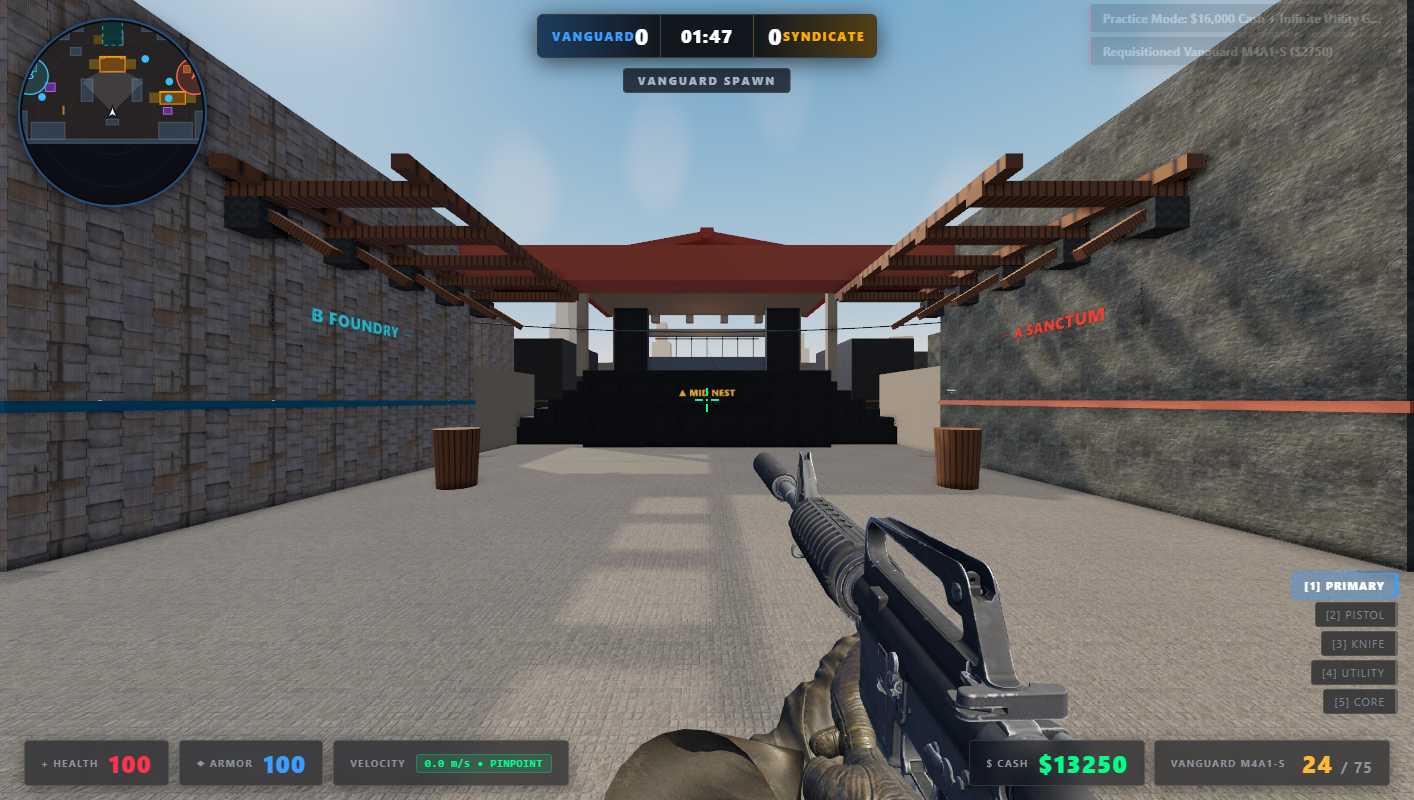 VANGUARD 0 01:47 0 SYNDICATE
VANGUARD SPAWN
Practice Mode: $16,000 Cash + Infinite Utility G...
Requisitioned Vanguard M4A1-S ($2750)
B
A
B FOUNDRY
A SANCTUM
▲ MID NEST
[1] PRIMARY
[2] PISTOL
[3] KNIFE
[4] UTILITY
[5] CORE
+ HEALTH 100
ARMOR 100
VELOCITY 0.0 m/s • PINPOINT
$ CASH $13250
VANGUARD M4A1-S 24 / 75